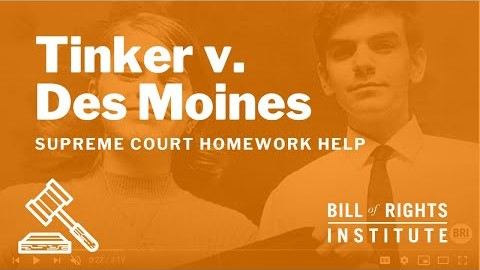 Tinker v.
Des Moines
SUPREME COURT HOMEWORK HELP
BILL of RIGHTS
INSTITUTE
BRI